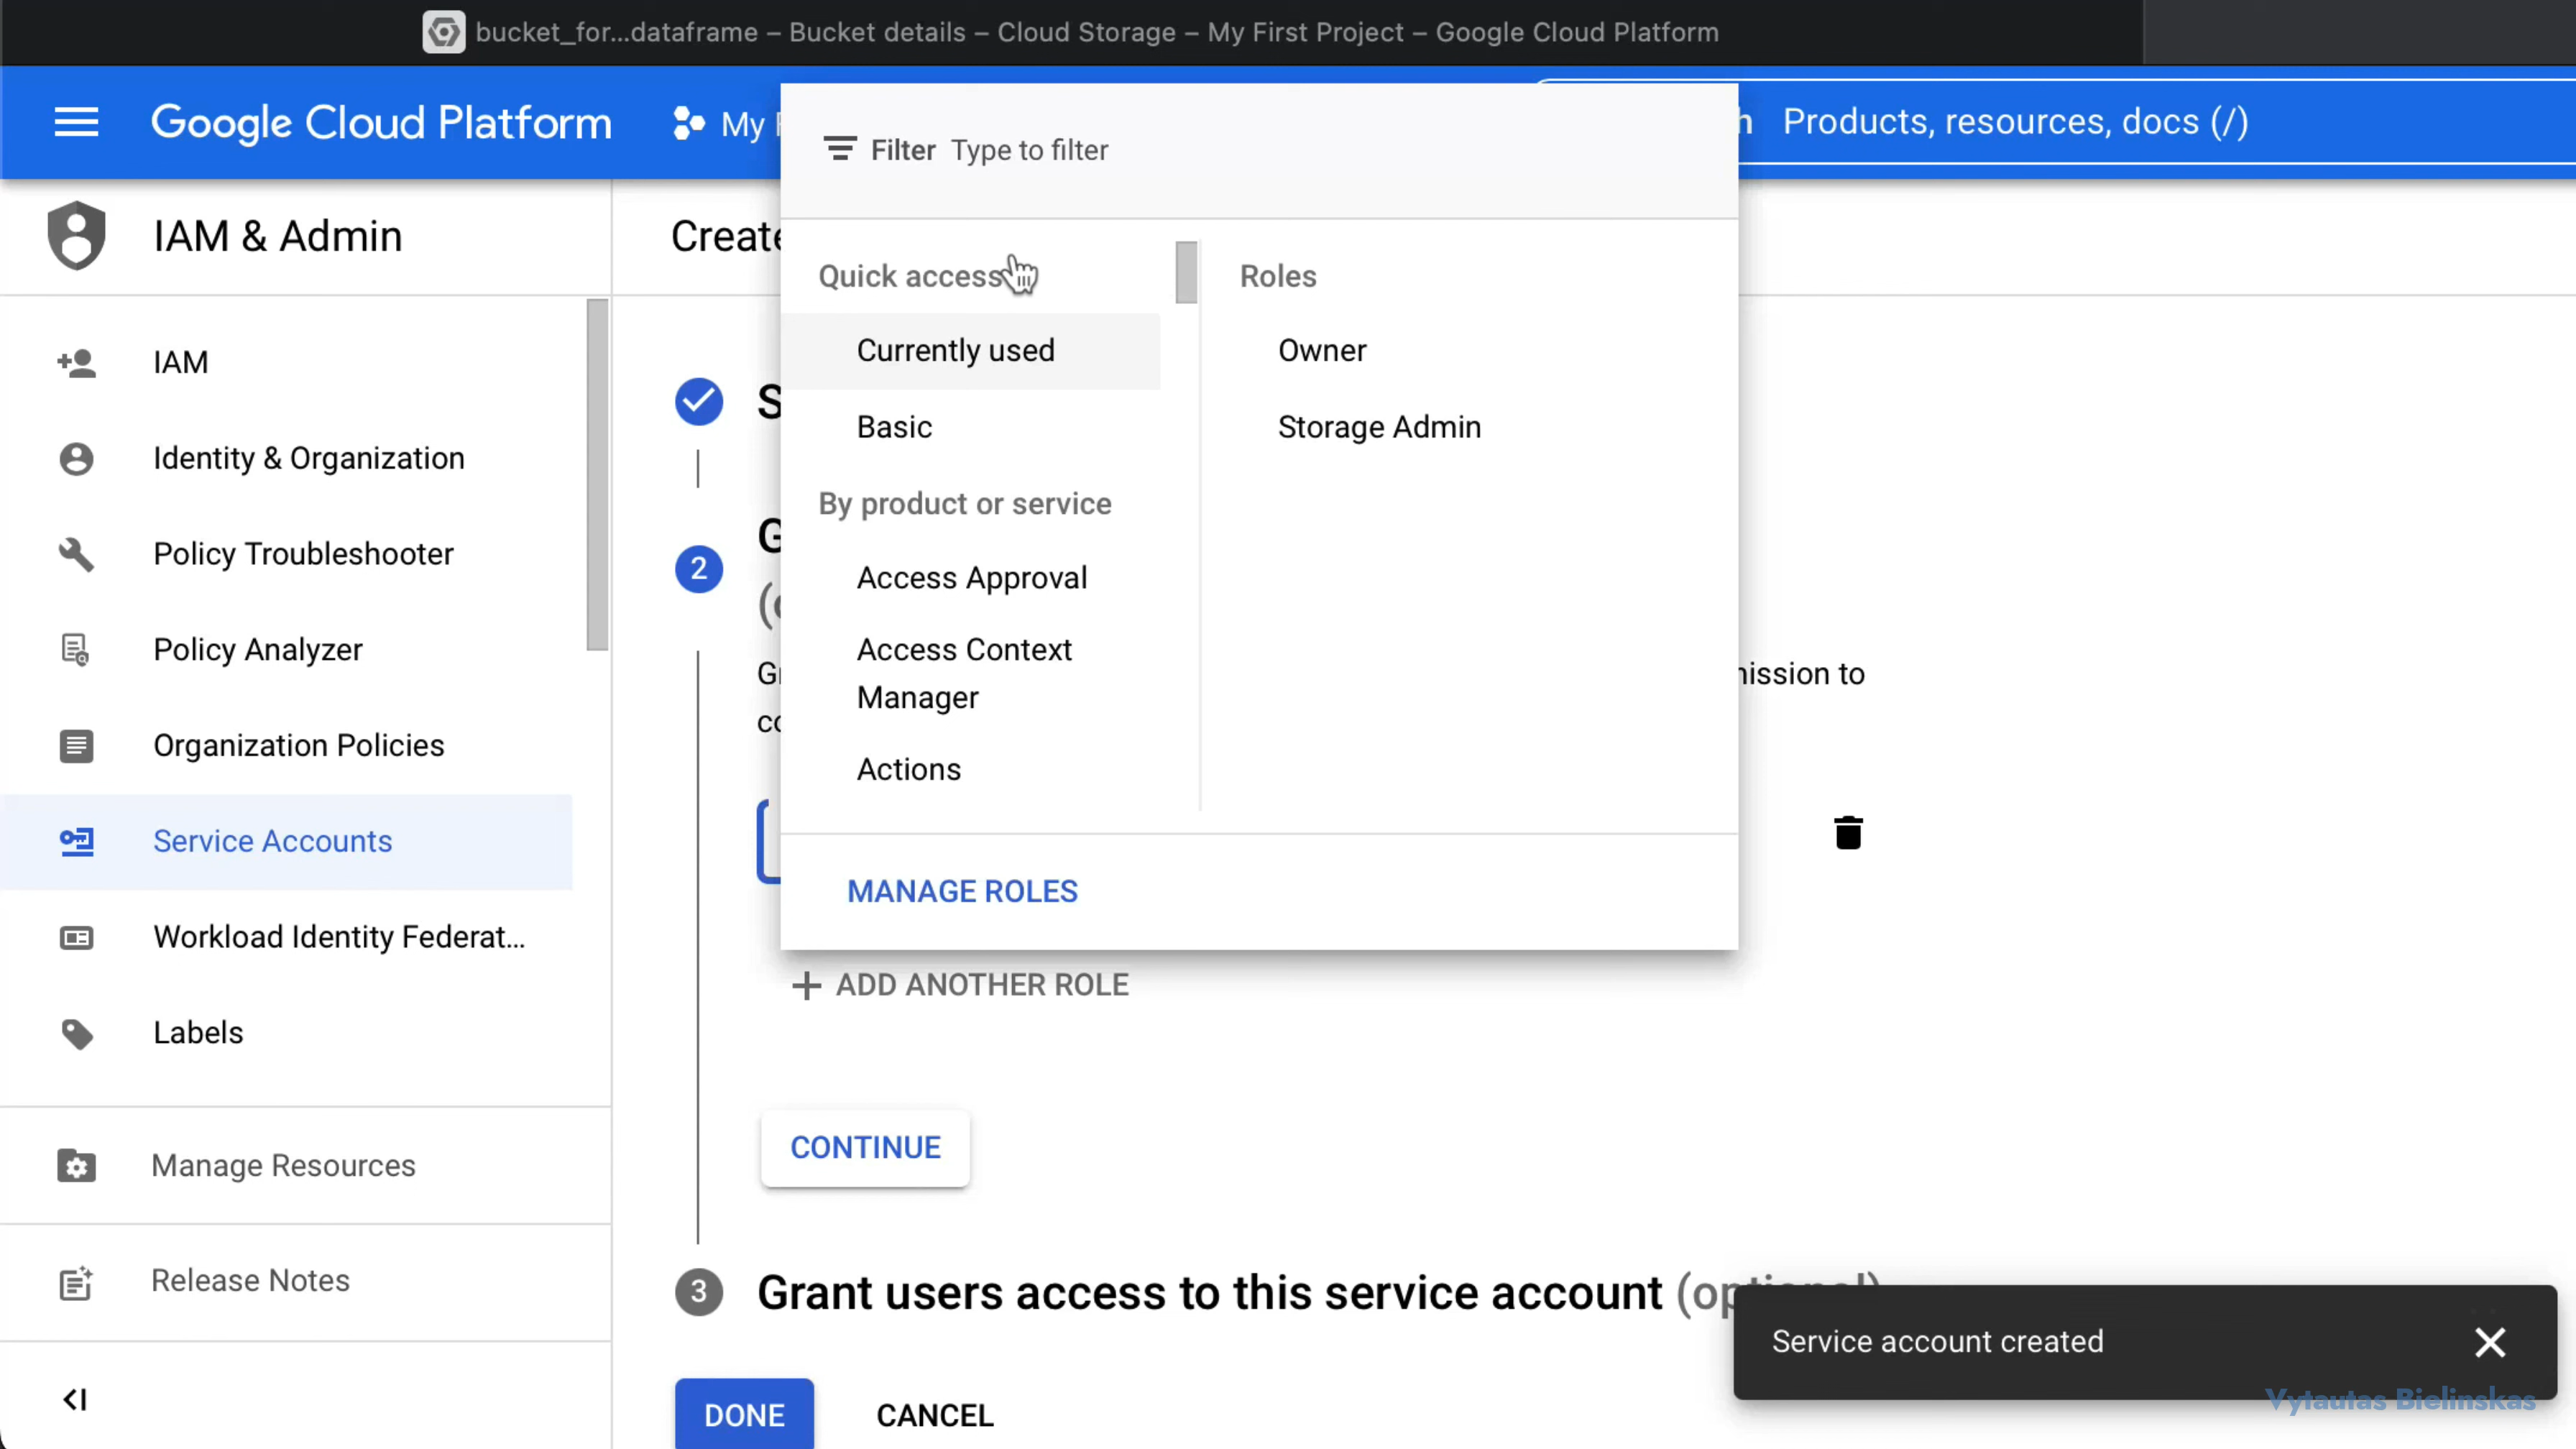 bucket_for...dataframe – Bucket details – Cloud Storage – My First Project – Google Cloud Platform
Google Cloud Platform
My
Products, resources, docs (/)
Filter Type to filter
IAM & Admin
Create
Quick access
Currently used
Basic
By product or service
Access Approval
Access Context
Manager
Actions
Roles
Owner
Storage Admin
MANAGE ROLES
IAM
Identity & Organization
Policy Troubleshooter
Policy Analyzer
Organization Policies
Service Accounts
Workload Identity Federat...
Labels
Manage Resources
Release Notes
2
to
+ ADD ANOTHER ROLE
CONTINUE
3 Grant users access to this service account
DONE
CANCEL
Service account created
Vytautas Bielinskas